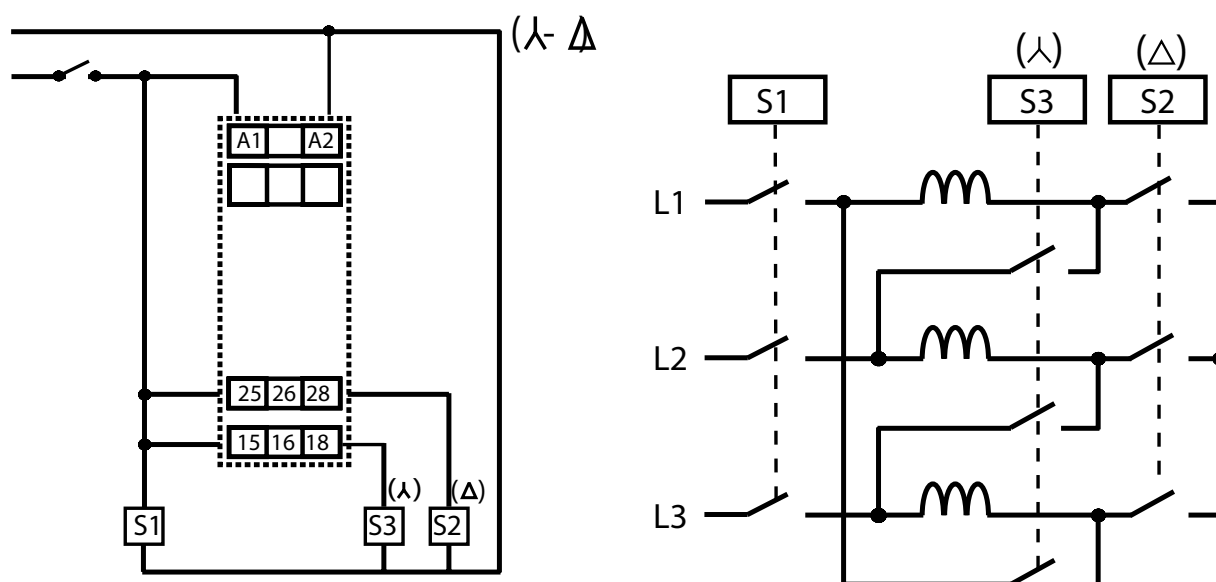 (⅄- Δ)
A1 A2
25 26 28
15 16 18
(⅄) (Δ)
S1 S3 S2
(⅄) (△)
S1 S3 S2
L1
L2
L3